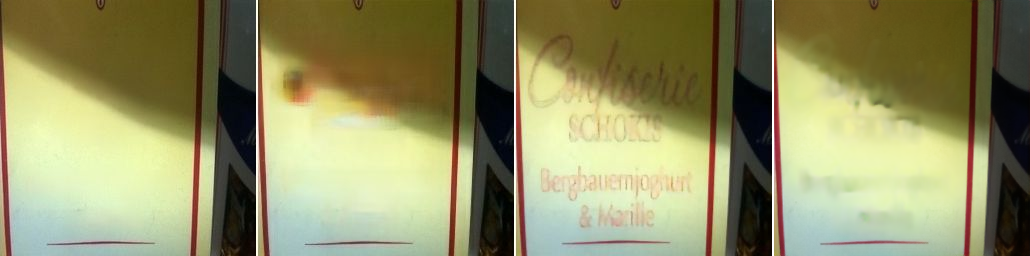 Confiserie
SCHOKIS
Bergbauernjoghurt
& Marille